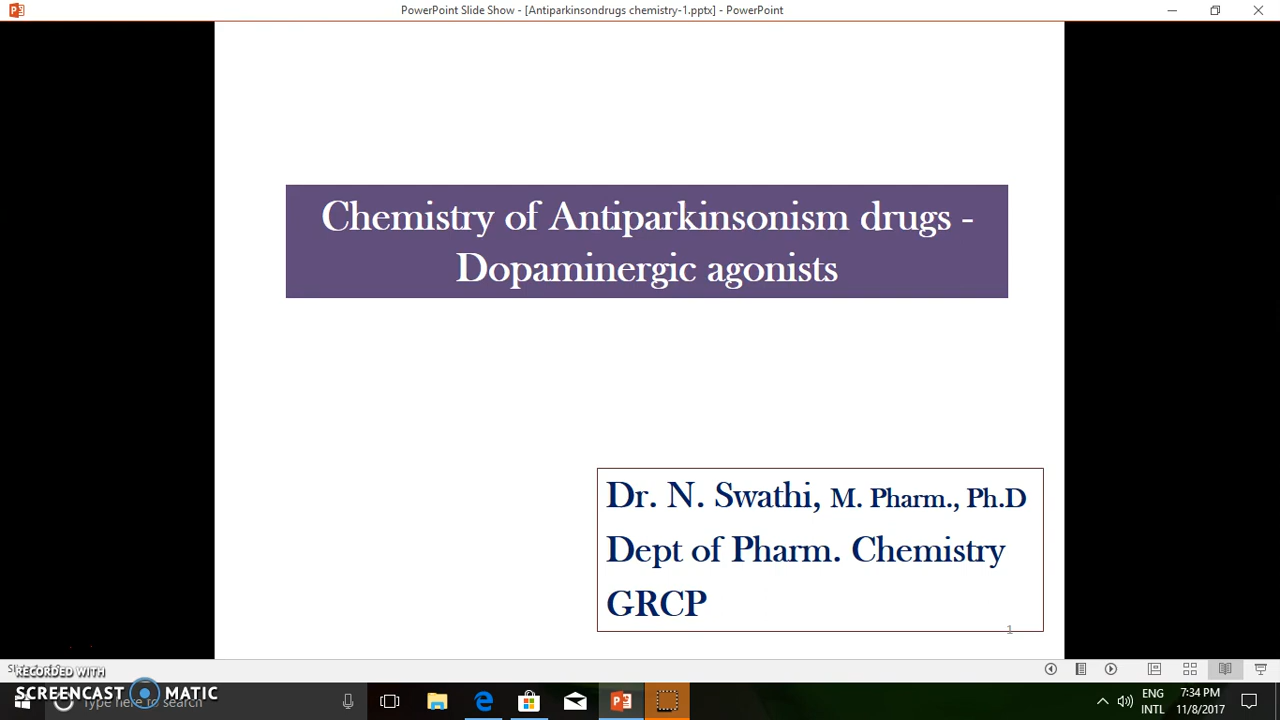 PowerPoint Slide Show - [Antiparkinsondrugs chemistry-1.pptx] - PowerPoint
Chemistry of Antiparkinsonism drugs -
Dopaminergic agonists
Dr. N. Swathi, M. Pharm., Ph.D
Dept of Pharm. Chemistry
GRCP
1
RECORDED WITH
SCREENCAST MATIC
Type here to search
ENG
INTL
7:34 PM
11/8/2017